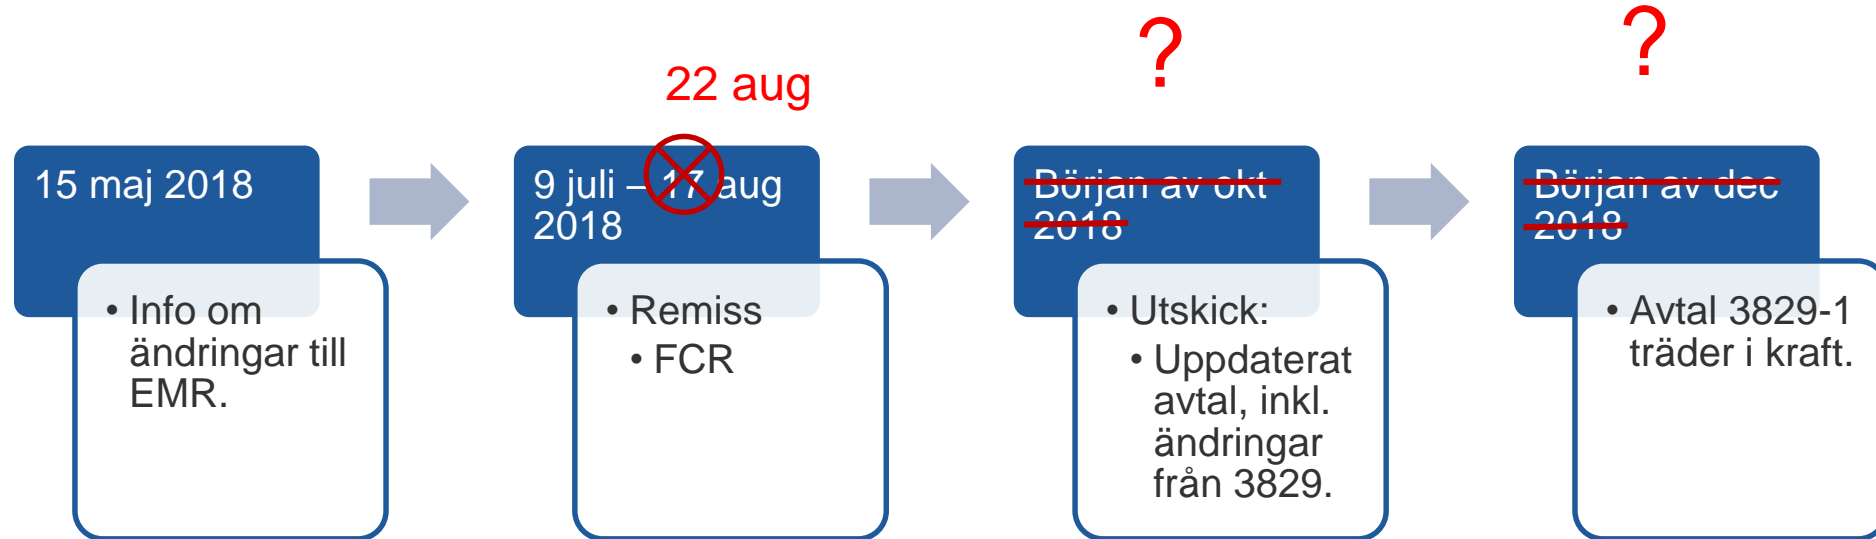 22 aug
?
?
15 maj 2018
• Info om
ändringar till
EMR.
9 juli – 17 aug
2018
• Remiss
• FCR
Början av okt
2018
• Utskick:
• Uppdaterat
avtal, inkl.
ändringar
från 3829.
Början av dec
2018
• Avtal 3829-1
träder i kraft.